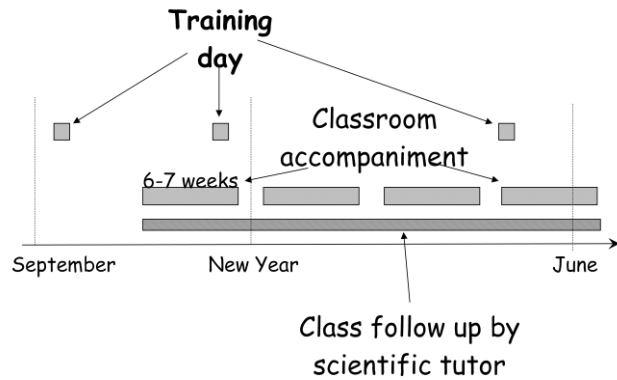 Training
day
Classroom
accompaniment
6-7 weeks
September
New Year
June
Class follow up by
scientific tutor